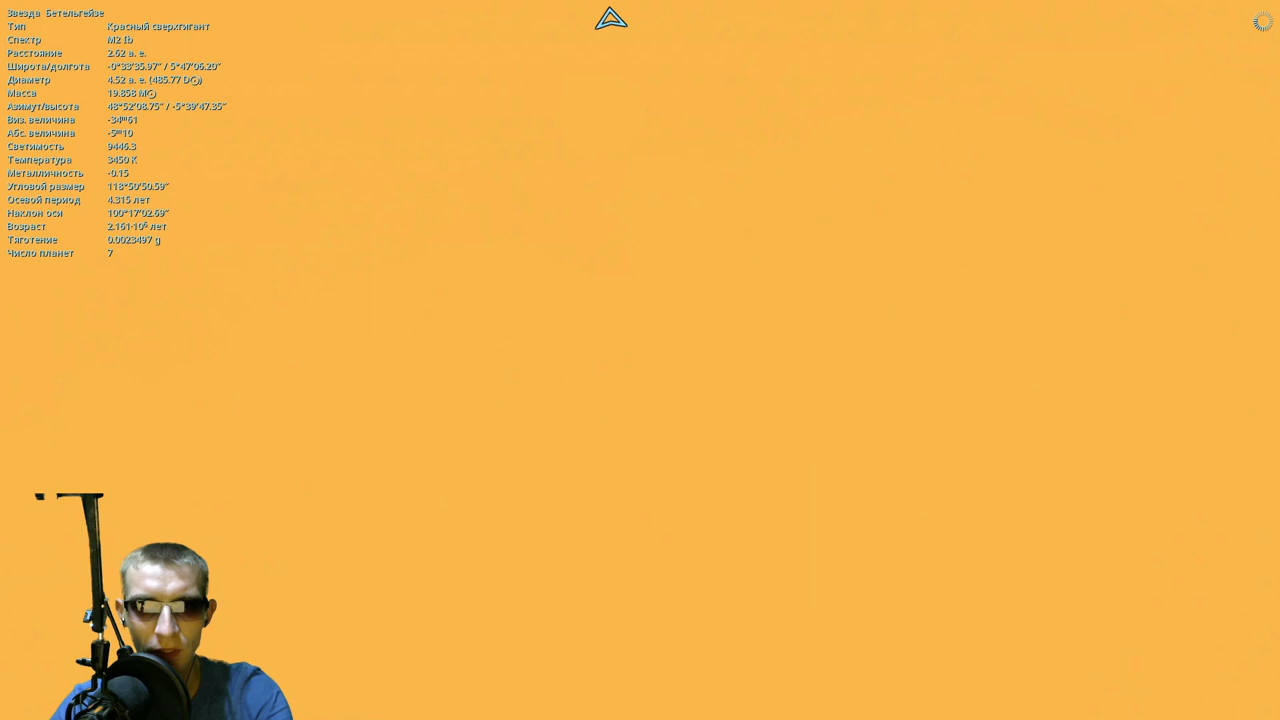 Звезда Бетельгейзе
Тип Красный сверхгигант
Спектр M2 Ib
Расстояние 2.62 а. е.
Широта/долгота -0°33'35.97" / 5°47'06.20"
Диаметр 4.52 а. е. (485.77 D☉)
Масса 19.858 M☉
Азимут/высота 48°52'08.75" / -5°39'47.35"
Виз. величина -34ᵐ61
Абс. величина -5ᵐ10
Светимость 9446.3
Температура 3450 K
Металличность -0.15
Угловой размер 118°50'50.59"
Осевой период 4.315 лет
Наклон оси 100°17'02.69"
Возраст 2.161·10⁶ лет
Тяготение 0.0023497 g
Число планет 7